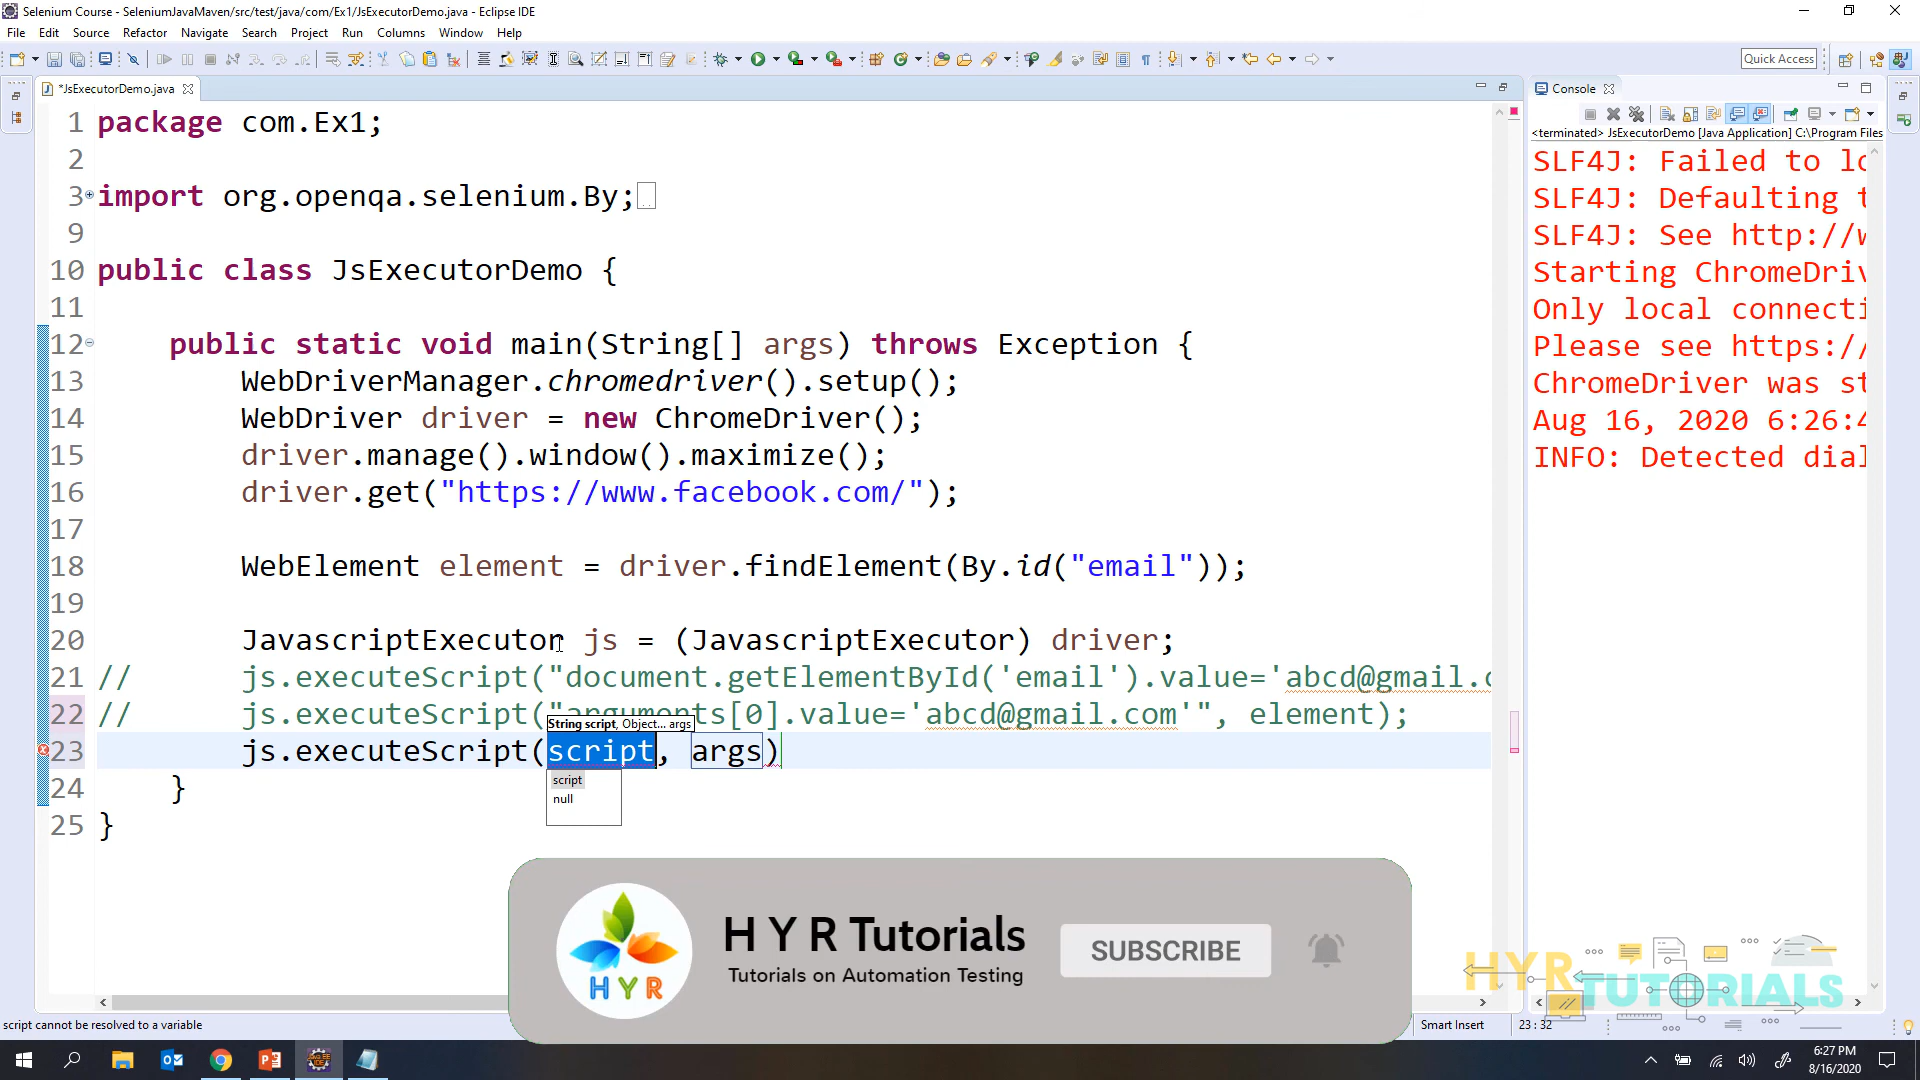 Selenium Course - SeleniumJavaMaven/src/test/java/com/Ex1/JsExecutorDemo.java - Eclipse IDE
File Edit Source Refactor Navigate Search Project Run Columns Window Help
Quick Access
*JsExecutorDemo.java
Console
<terminated> JsExecutorDemo [Java Application] C:\Program Files
1 package com.Ex1;
2
3 import org.openqa.selenium.By;
9
10 public class JsExecutorDemo {
11
12 public static void main(String[] args) throws Exception {
13 WebDriverManager.chromedriver().setup();
14 WebDriver driver = new ChromeDriver();
15 driver.manage().window().maximize();
16 driver.get("https://www.facebook.com/");
17
18 WebElement element = driver.findElement(By.id("email"));
19
20 JavascriptExecutor js = (JavascriptExecutor) driver;
21 // js.executeScript("document.getElementById('email').value='abcd@gmail.c
22 // js.executeScript("arguments[0].value='abcd@gmail.com'", element);
String script, Object... args
23 js.executeScript(script, args)
script
null
24 }
25 }
SLF4J: Failed to lo
SLF4J: Defaulting t
SLF4J: See http://w
Starting ChromeDriv
Only local connecti
Please see https:/
ChromeDriver was st
Aug 16, 2020 6:26:4
INFO: Detected dial
HYR
H Y R Tutorials
Tutorials on Automation Testing
SUBSCRIBE
HYR TUTORIALS
script cannot be resolved to a variable
Smart Insert
23 : 32
6:27 PM
8/16/2020